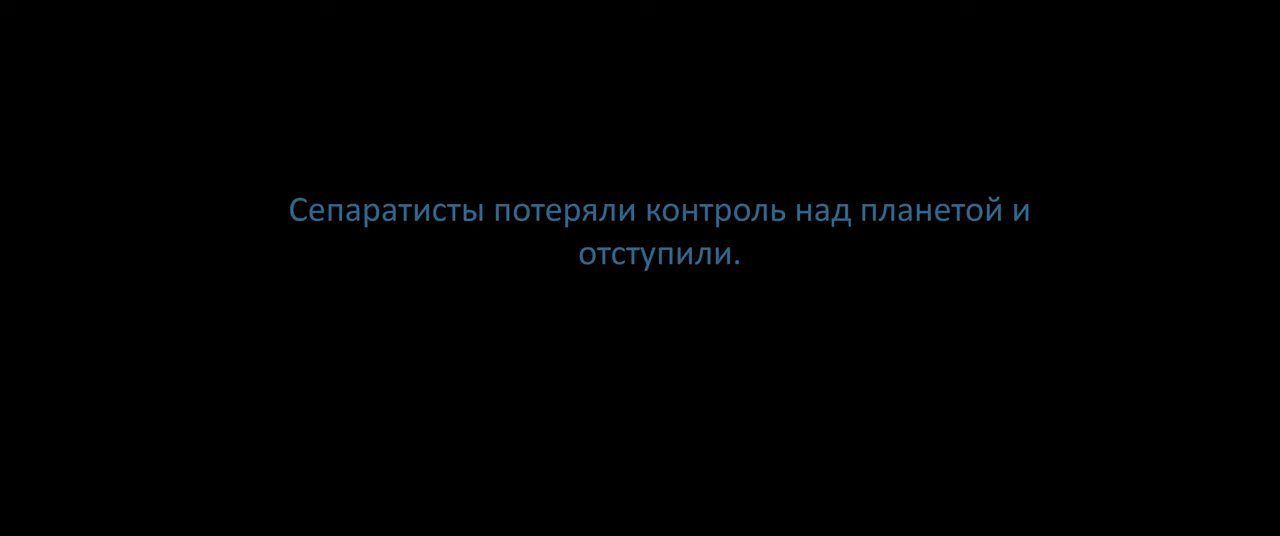 Сепаратисты потеряли контроль над планетой и
отступили.